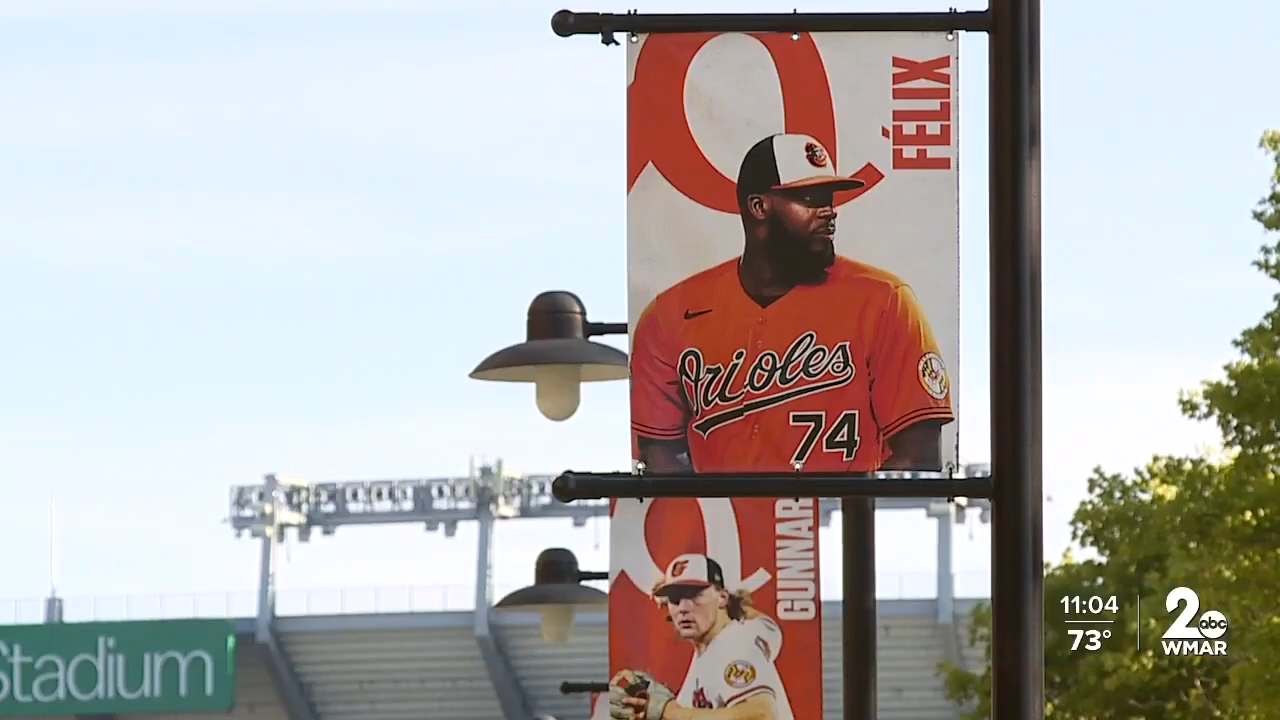 FÉLIX
Orioles
74
GUNNAR
Stadium
11:04
73°
2 abc
WMAR